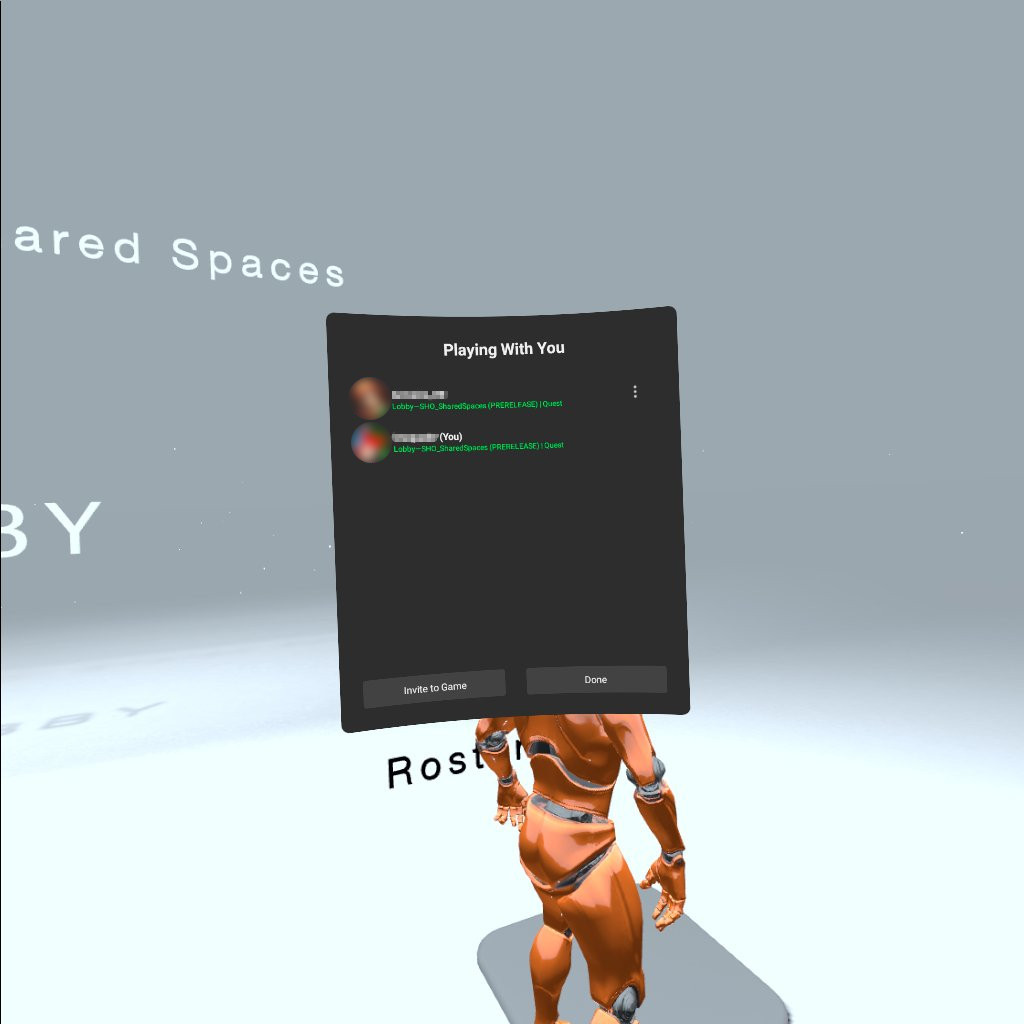 ared Spaces
Playing With You
Lobby—SHO_SharedSpaces (PRERELEASE) | Quest
(You)
Lobby—SHO_SharedSpaces (PRERELEASE) | Quest
BY
Invite to Game
Done
BBY
Rost r